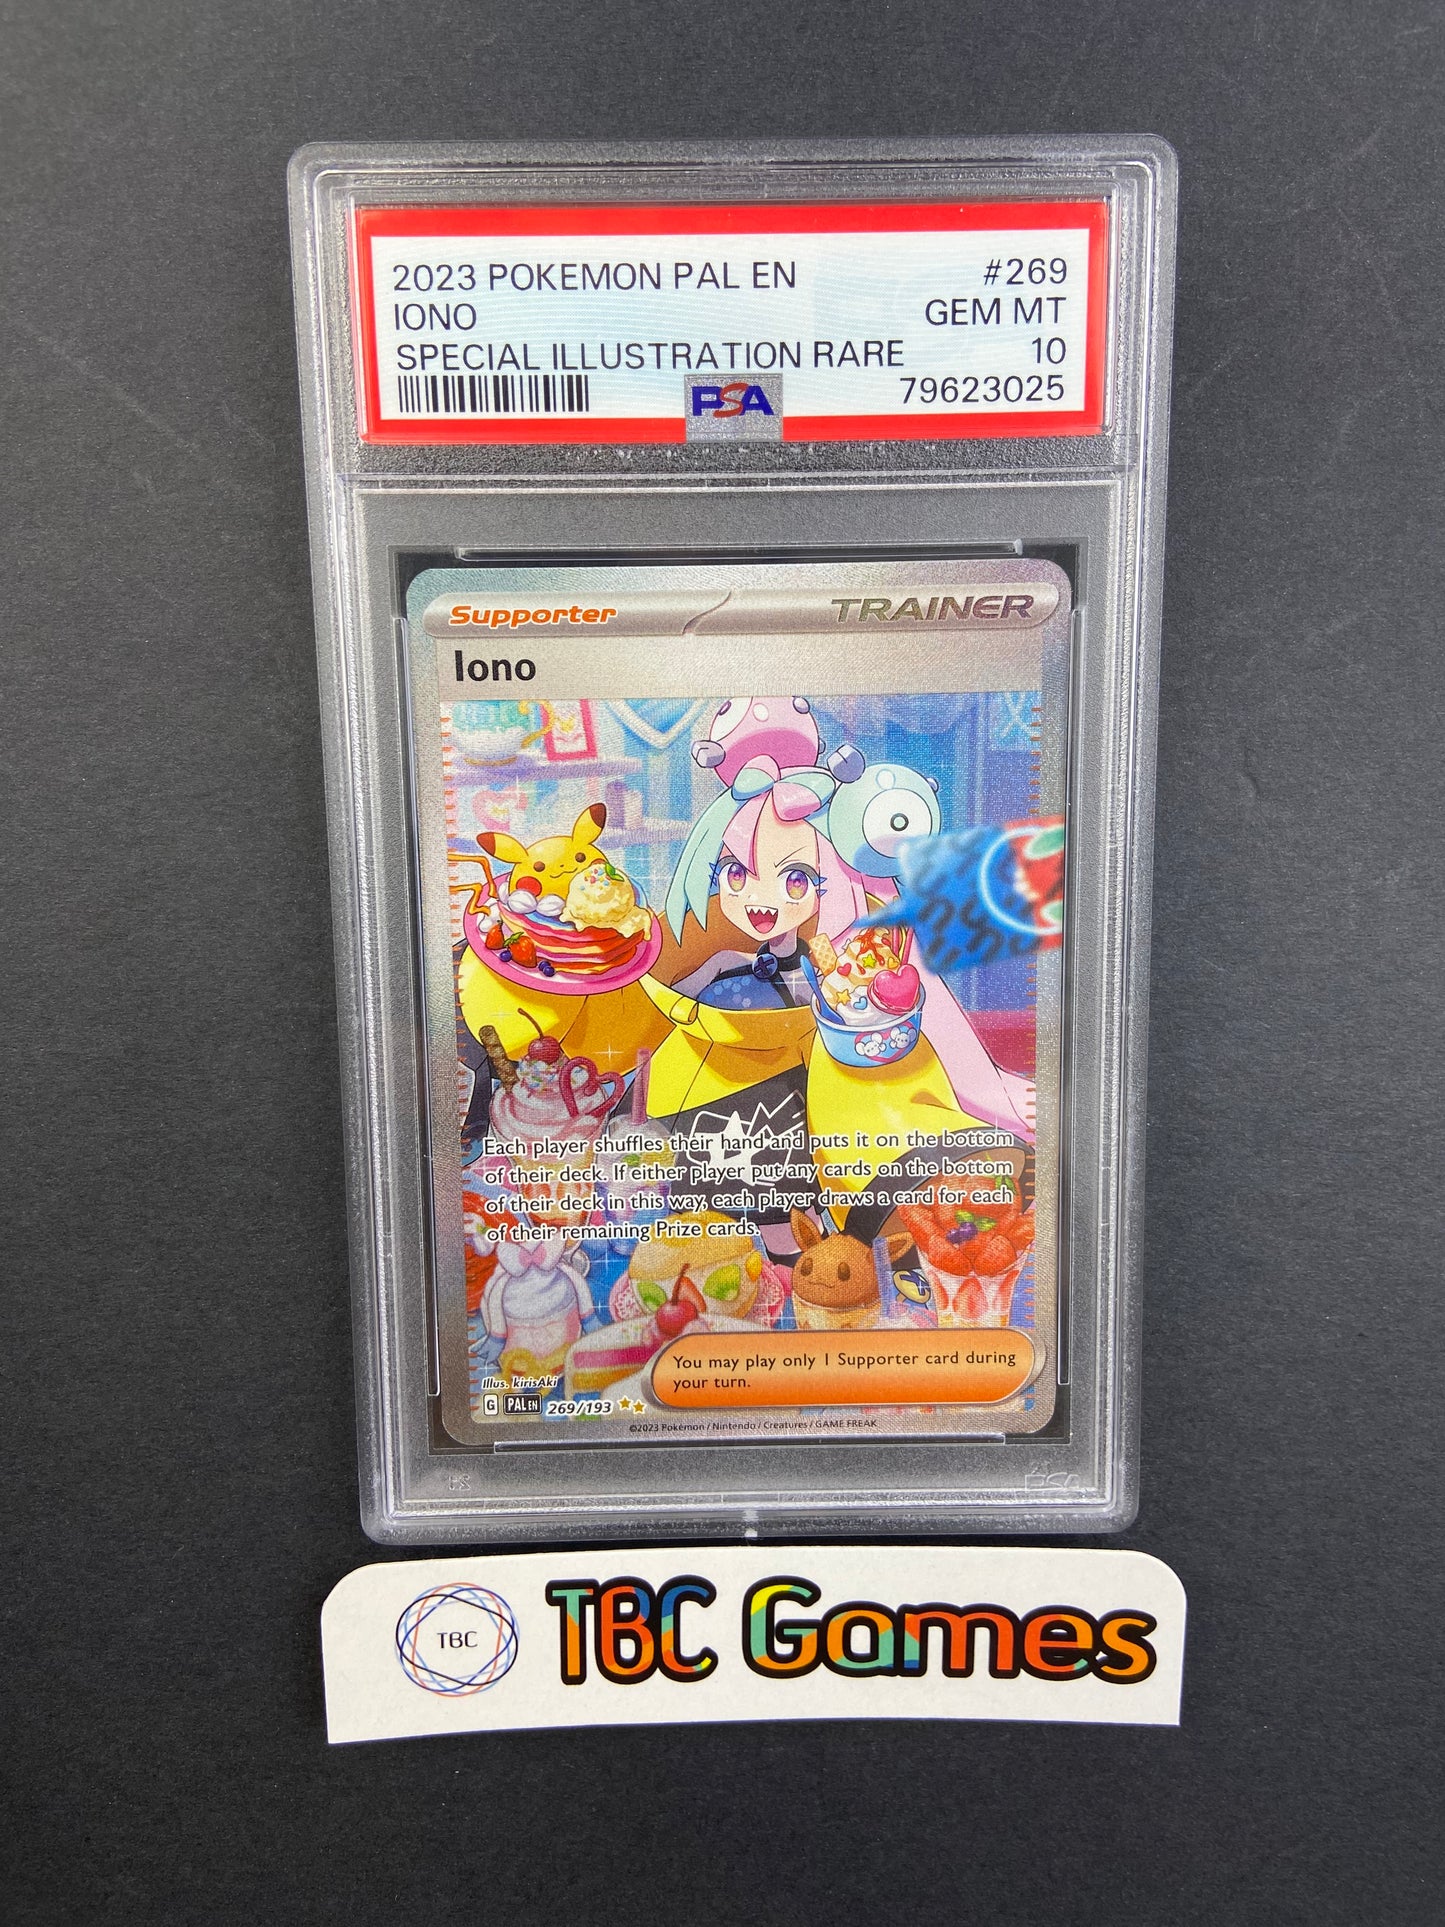 2023 POKEMON PAL EN #269
IONO GEM MT
SPECIAL ILLUSTRATION RARE 10
PSA 79623025
Supporter TRAINER
Iono
Each player shuffles their hand and puts it on the bottom
of their deck. If either player put any cards on the bottom
of their deck in this way, each player draws a card for each
of their remaining Prize cards.
You may play only 1 Supporter card during
your turn.
Illus. kirisAki
G PAL EN 269/193
©2023 Pokémon / Nintendo / Creatures / GAME FREAK
PSA
TBC TBC Games